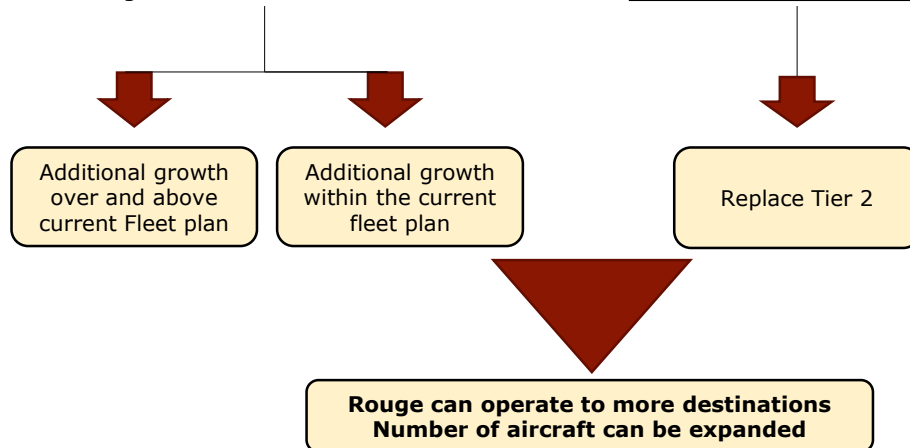 Additional growth
over and above
current Fleet plan
Additional growth
within the current
fleet plan
Replace Tier 2
Rouge can operate to more destinations
Number of aircraft can be expanded